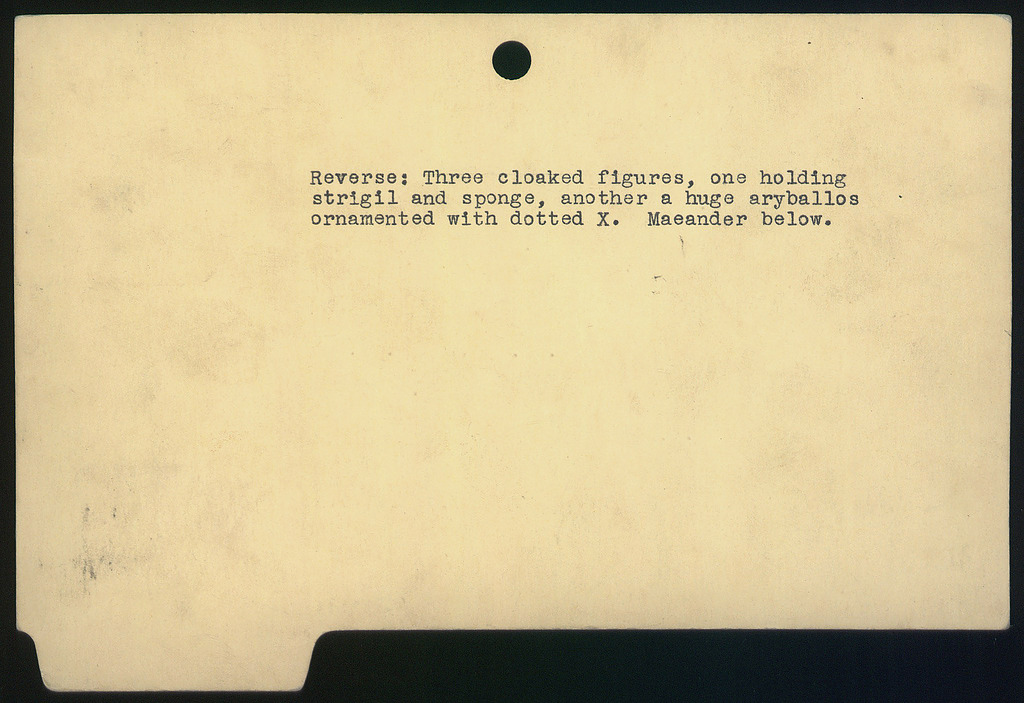 Reverse: Three cloaked figures, one holding
strigil and sponge, another a huge aryballos
ornamented with dotted X.  Maeander below.